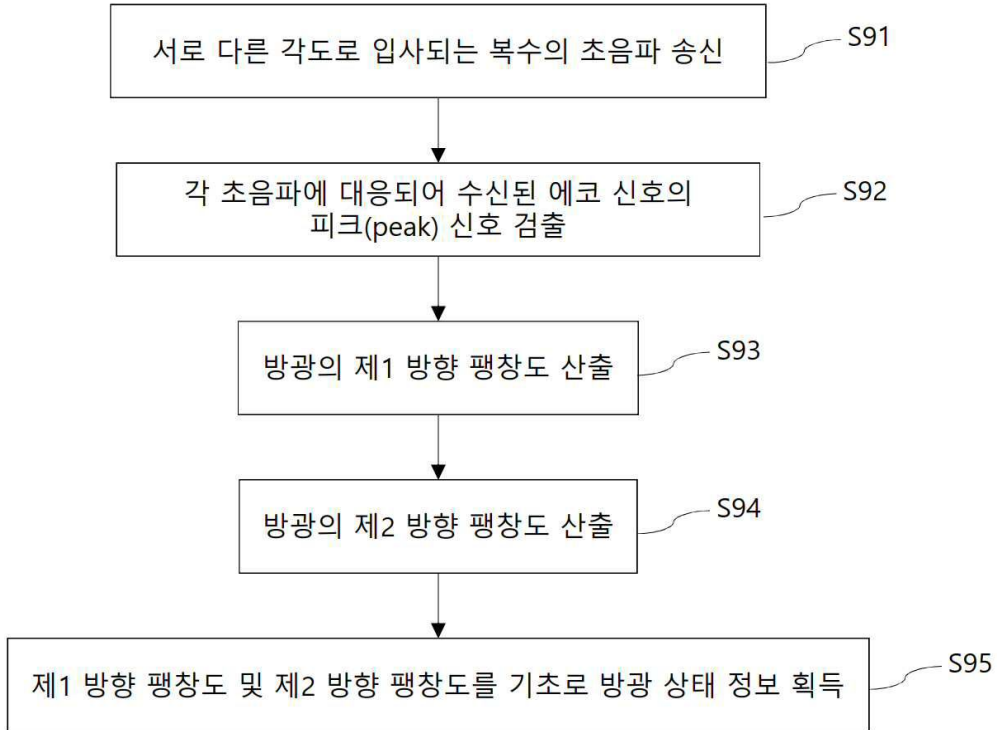 서로 다른 각도로 입사되는 복수의 초음파 송신
S91
각 초음파에 대응되어 수신된 에코 신호의
피크(peak) 신호 검출
S92
방광의 제1 방향 팽창도 산출
S93
방광의 제2 방향 팽창도 산출
S94
제1 방향 팽창도 및 제2 방향 팽창도를 기초로 방광 상태 정보 획득
S95